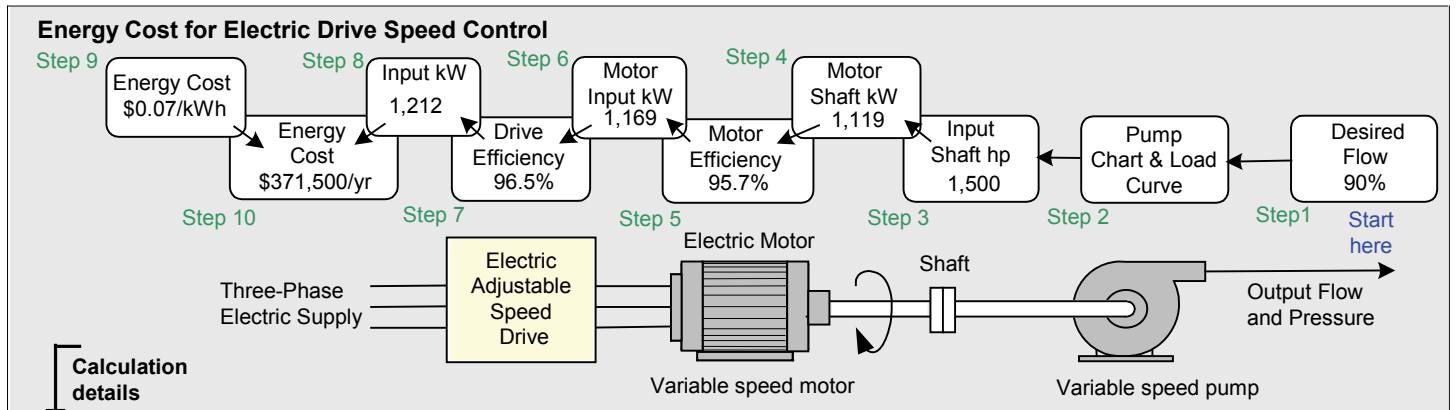 Energy Cost for Electric Drive Speed Control
Step 9
Energy Cost
$0.07/kWh
Step 8
Input kW
1,212
Step 6
Motor
Input kW
1,169
Step 4
Motor
Shaft kW
1,119
Energy
Cost
$371,500/yr
Drive
Efficiency
96.5%
Motor
Efficiency
95.7%
Input
Shaft hp
1,500
Pump
Chart & Load
Curve
Desired
Flow
90%
Step 10
Step 7
Step 5
Step 3
Step 2
Step1
Start
here
Three-Phase
Electric Supply
Electric
Adjustable
Speed
Drive
Electric Motor
Shaft
Output Flow
and Pressure
Variable speed motor
Variable speed pump
Calculation
details